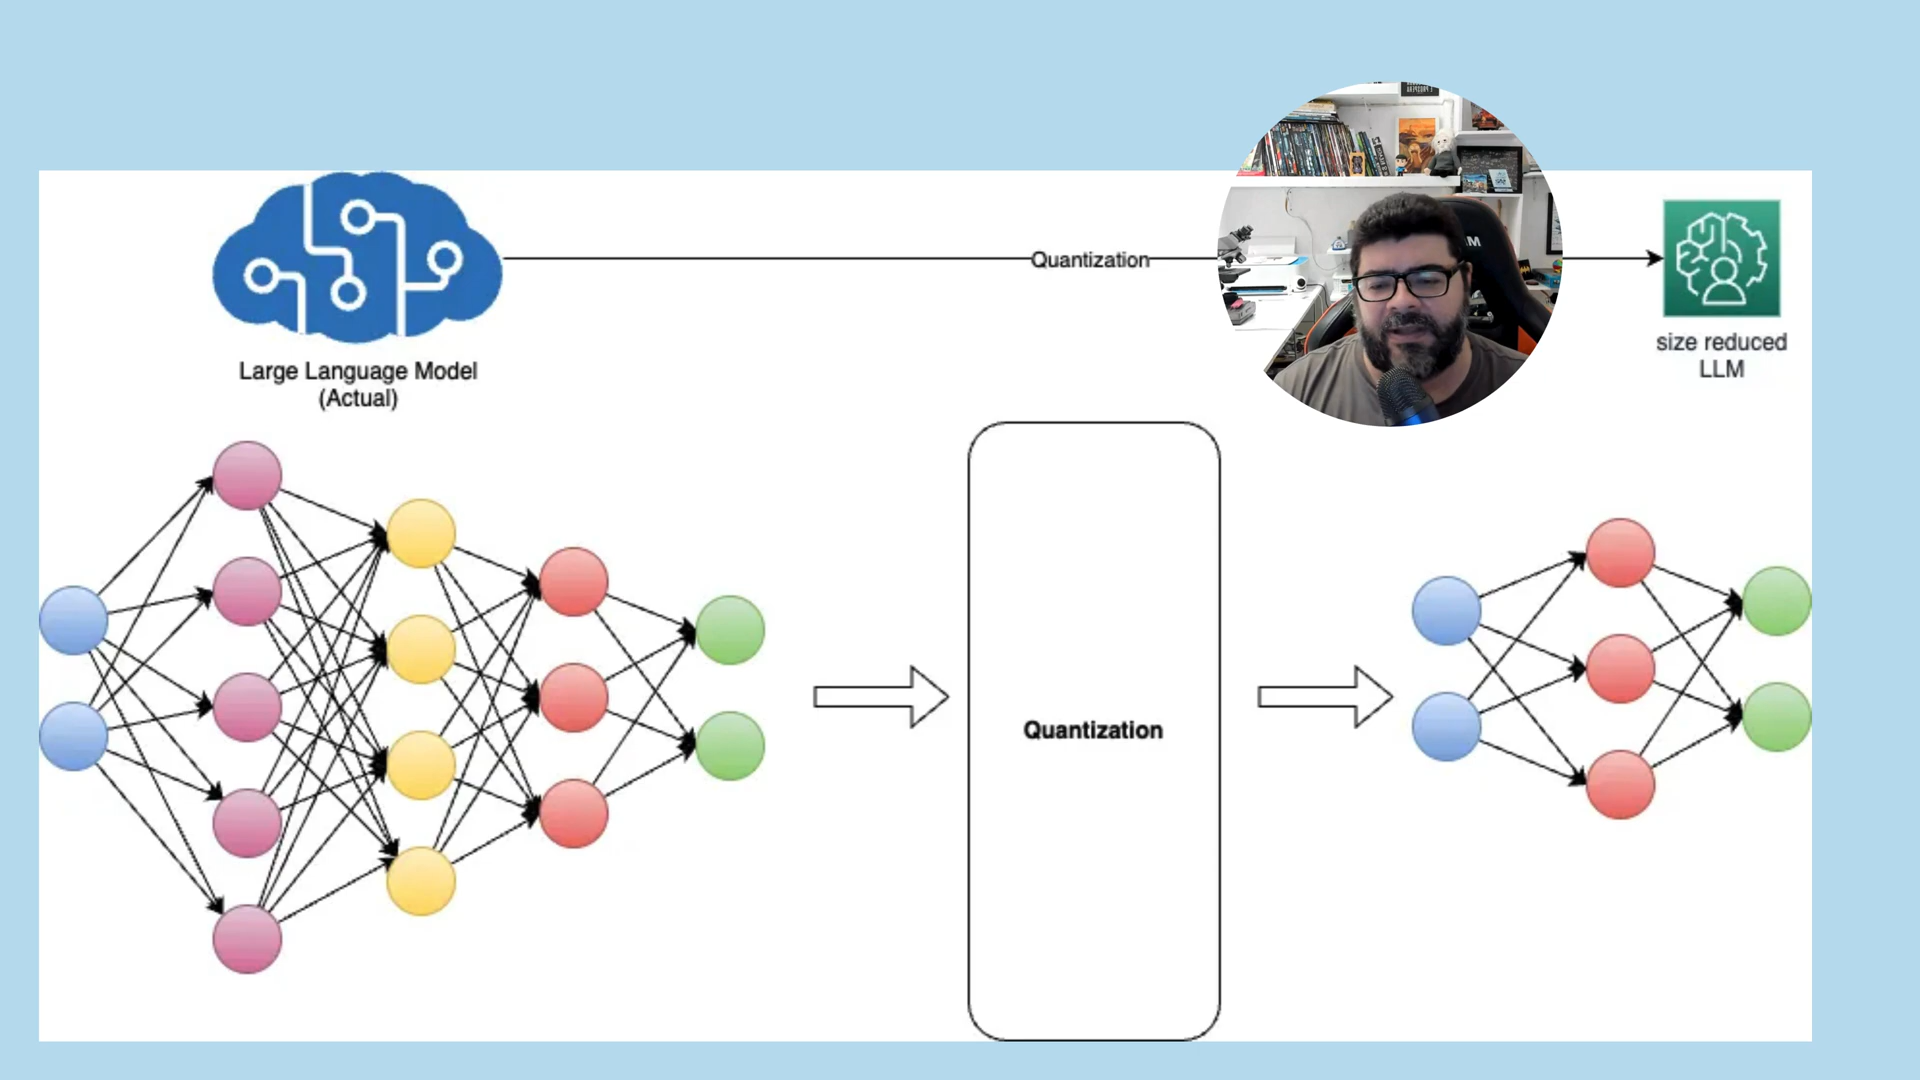 Quantization
Large Language Model
(Actual)
size reduced
LLM
Quantization